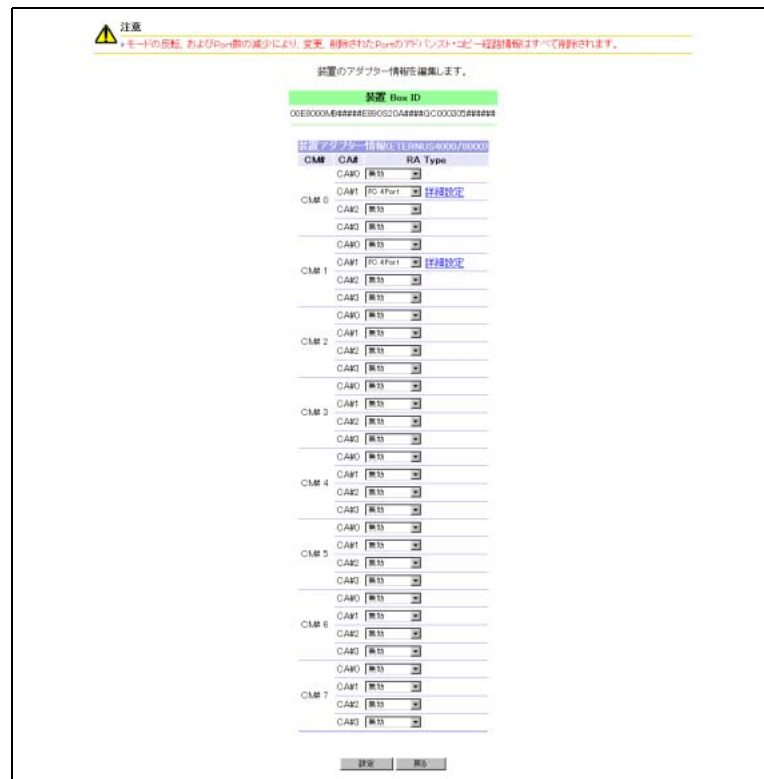 注意
・モードの反転、およびPort数の減少により、変更、削除されたPortのアドバンスト・コピー経路情報はすべて削除されます。
装置のアダプター情報を編集します。
装置 Box ID
00E8000M9#####E890S20A####QC000305######
装置アダプター情報(ETERNUS4000/8000)
CM# CA# RA Type
CM# 0
CA#0 無効
CA#1 FC 4Port 詳細設定
CA#2 無効
CA#3 無効
CM# 1
CA#0 無効
CA#1 FC 4Port 詳細設定
CA#2 無効
CA#3 無効
CM# 2
CA#0 無効
CA#1 無効
CA#2 無効
CA#3 無効
CM# 3
CA#0 無効
CA#1 無効
CA#2 無効
CA#3 無効
CM# 4
CA#0 無効
CA#1 無効
CA#2 無効
CA#3 無効
CM# 5
CA#0 無効
CA#1 無効
CA#2 無効
CA#3 無効
CM# 6
CA#0 無効
CA#1 無効
CA#2 無効
CA#3 無効
CM# 7
CA#0 無効
CA#1 無効
CA#2 無効
CA#3 無効
設定 戻る